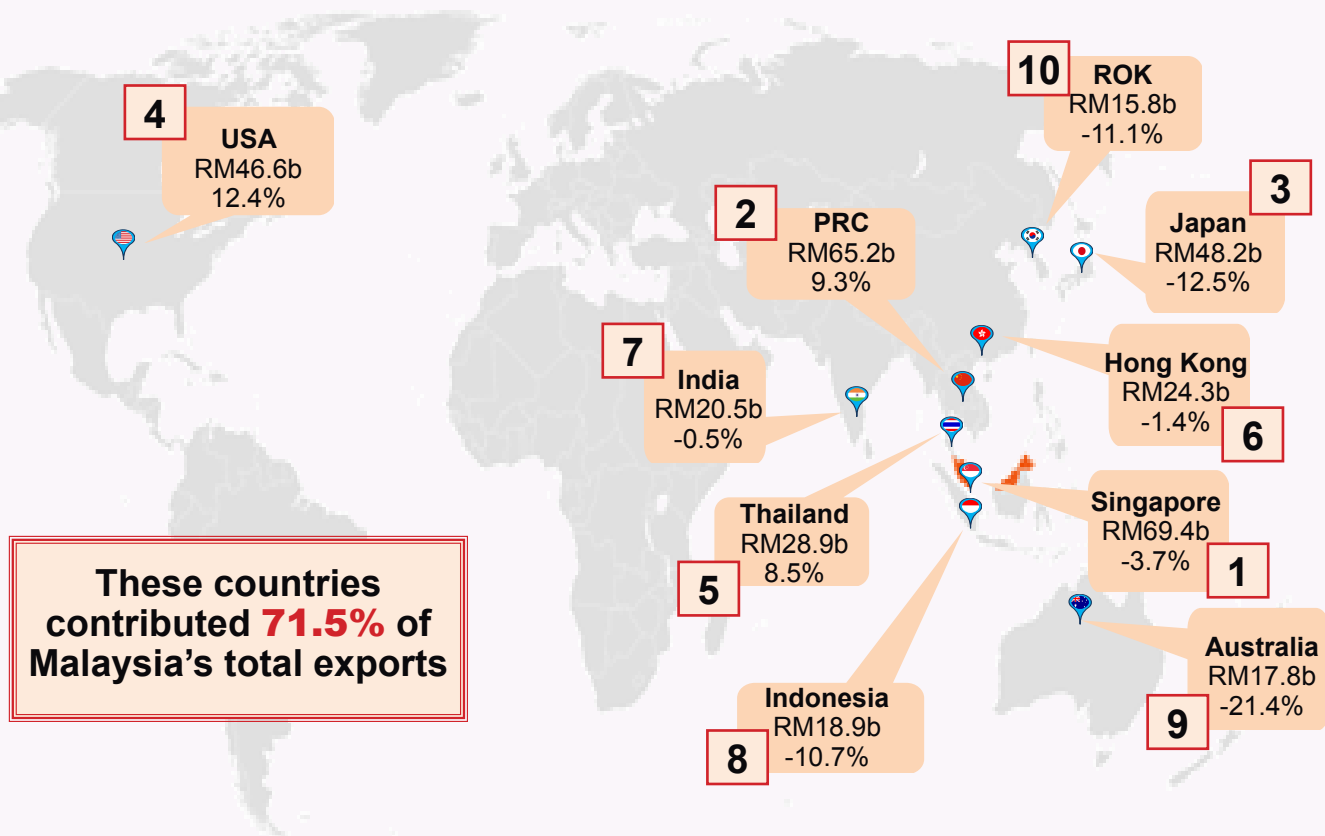 4
USA
RM46.6b
12.4%
10
ROK
RM15.8b
-11.1%
2
PRC
RM65.2b
9.3%
3
Japan
RM48.2b
-12.5%
7
India
RM20.5b
-0.5%
Hong Kong
RM24.3b
-1.4%
6
Thailand
RM28.9b
8.5%
5
Singapore
RM69.4b
-3.7%
1
These countries
contributed 71.5% of
Malaysia’s total exports
Indonesia
RM18.9b
-10.7%
8
Australia
RM17.8b
-21.4%
9